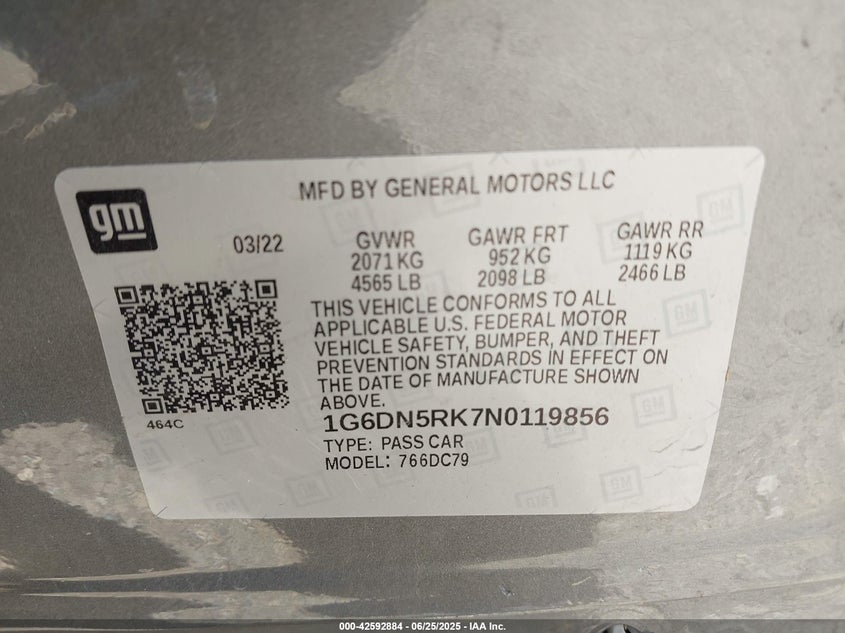 gm
MFD BY GENERAL MOTORS LLC
03/22
GVWR
2071 KG
4565 LB
GAWR FRT
952 KG
2098 LB
GAWR RR
1119 KG
2466 LB
THIS VEHICLE CONFORMS TO ALL
APPLICABLE U.S. FEDERAL MOTOR
VEHICLE SAFETY, BUMPER, AND THEFT
PREVENTION STANDARDS IN EFFECT ON
THE DATE OF MANUFACTURE SHOWN
ABOVE.
464C
1G6DN5RK7N0119856
TYPE: PASS CAR
MODEL: 766DC79
000-42592884 - 06/25/2025 - IAA Inc.